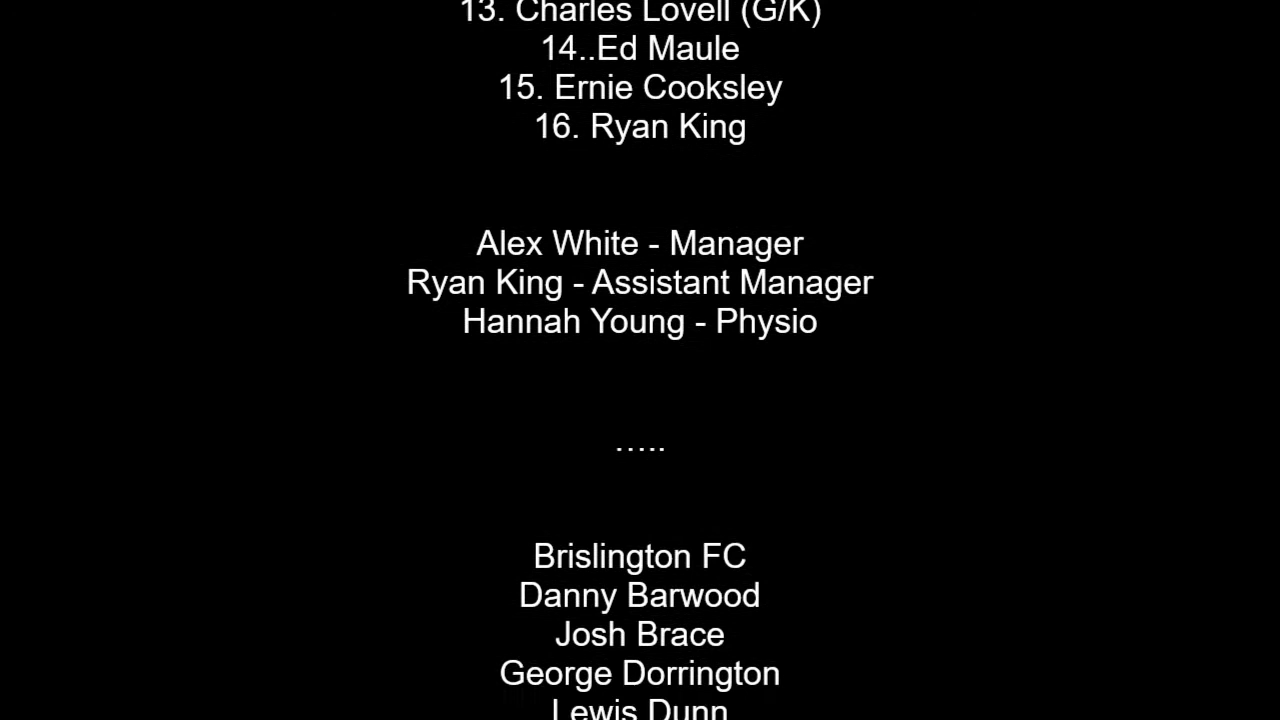 13. Charles Lovell (G/K)
14..Ed Maule
15. Ernie Cooksley
16. Ryan King
Alex White - Manager
Ryan King - Assistant Manager
Hannah Young - Physio
…..
Brislington FC
Danny Barwood
Josh Brace
George Dorrington
Lewis Dunn